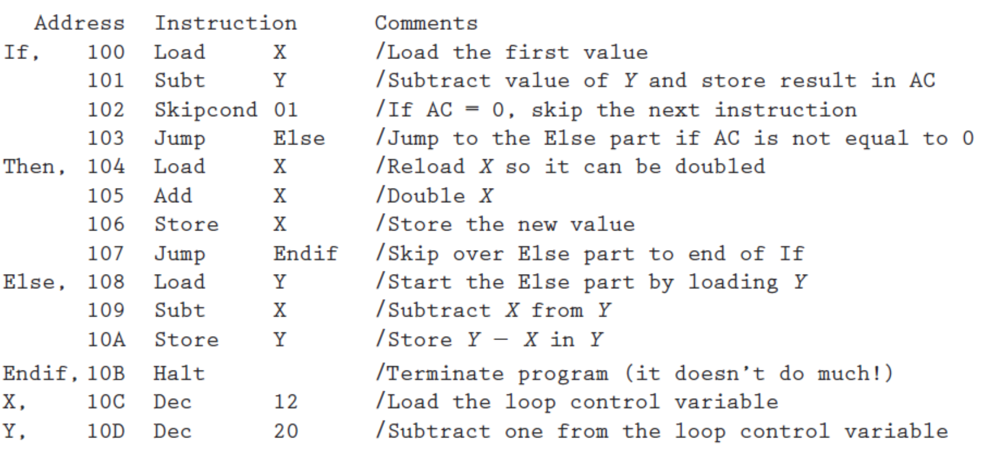 Address Instruction Comments
If, 100 Load X /Load the first value
101 Subt Y /Subtract value of Y and store result in AC
102 Skipcond 01 /If AC = 0, skip the next instruction
103 Jump Else /Jump to the Else part if AC is not equal to 0
Then, 104 Load X /Reload X so it can be doubled
105 Add X /Double X
106 Store X /Store the new value
107 Jump Endif /Skip over Else part to end of If
Else, 108 Load Y /Start the Else part by loading Y
109 Subt X /Subtract X from Y
10A Store Y /Store Y − X in Y
Endif, 10B Halt /Terminate program (it doesn't do much!)
X, 10C Dec 12 /Load the loop control variable
Y, 10D Dec 20 /Subtract one from the loop control variable